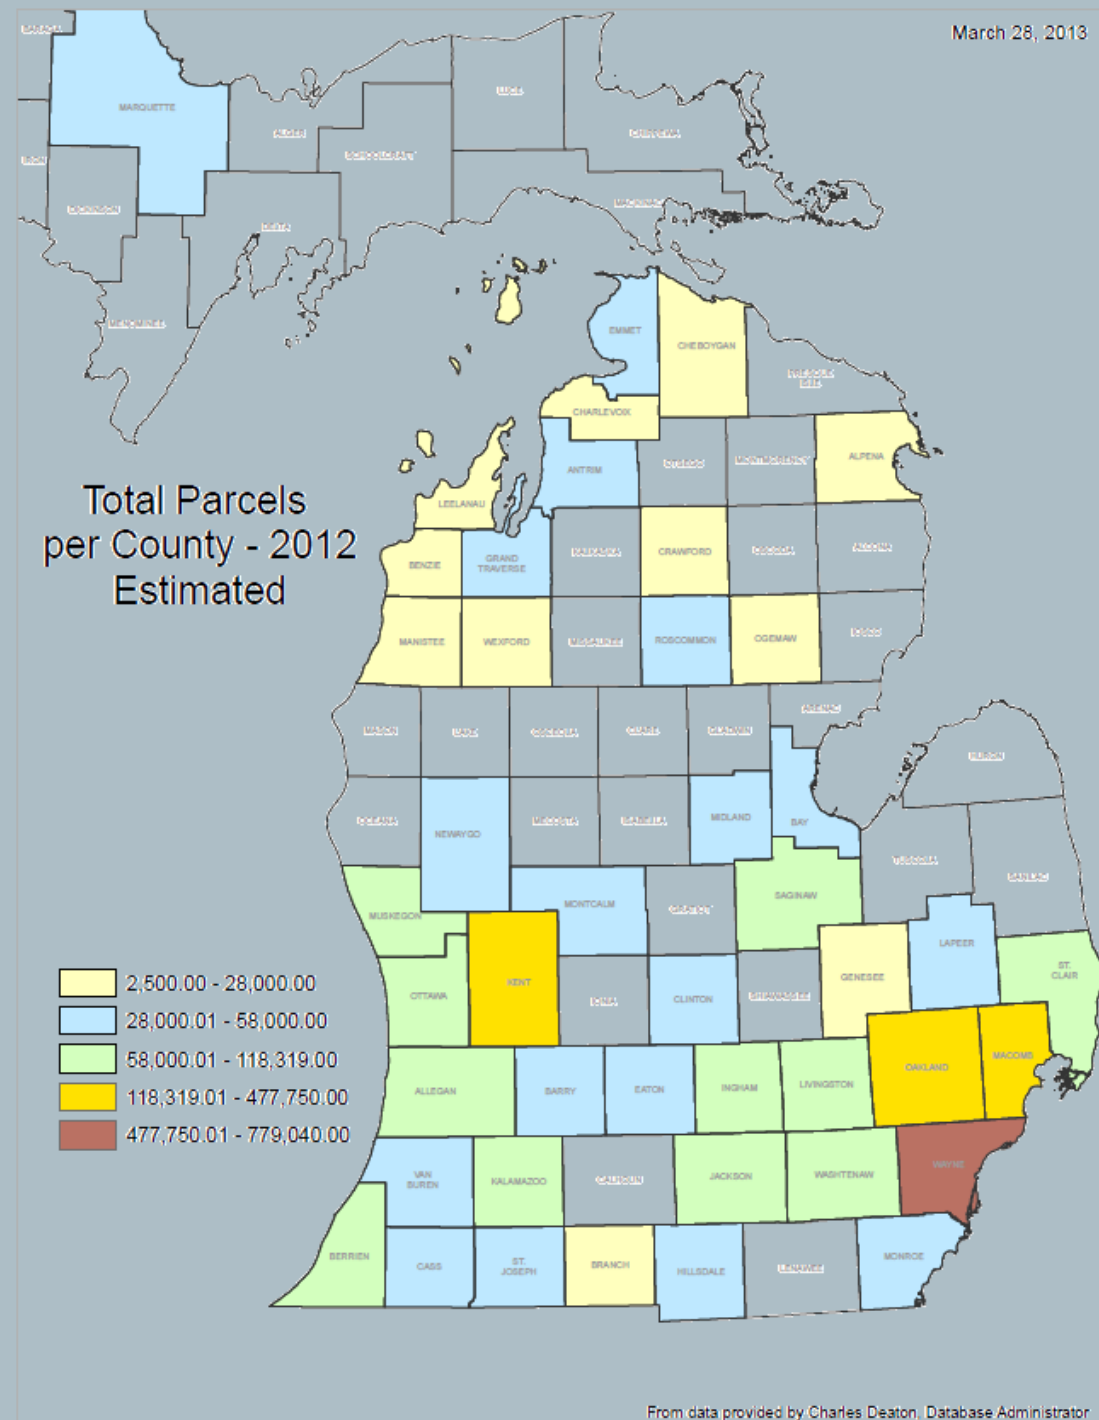 March 28, 2013
BARAGA
MARQUETTE
ALGER
LUCE
CHIPPEWA
SCHOOLCRAFT
IRON
DICKINSON
DELTA
MACKINAC
MENOMINEE
EMMET
CHEBOYGAN
PRESQUE
ISLE
CHARLEVOIX
ANTRIM
OTSEGO
MONTMORENCY
ALPENA
Total Parcels
per County - 2012
Estimated
LEELANAU
BENZIE
GRAND
TRAVERSE
KALKASKA
CRAWFORD
OSCODA
ALCONA
MANISTEE
WEXFORD
MISSAUKEE
ROSCOMMON
OGEMAW
IOSCO
MASON
LAKE
OSCEOLA
CLARE
GLADWIN
ARENAC
HURON
OCEANA
NEWAYGO
MECOSTA
ISABELLA
MIDLAND
BAY
TUSCOLA
SANILAC
MUSKEGON
MONTCALM
GRATIOT
SAGINAW
LAPEER
ST.
CLAIR
OTTAWA
KENT
IONIA
CLINTON
SHIAWASSEE
GENESEE
2,500.00 - 28,000.00
28,000.01 - 58,000.00
58,000.01 - 118,319.00
118,319.01 - 477,750.00
477,750.01 - 779,040.00
ALLEGAN
BARRY
EATON
INGHAM
LIVINGSTON
OAKLAND
MACOMB
VAN
BUREN
KALAMAZOO
CALHOUN
JACKSON
WASHTENAW
WAYNE
BERRIEN
CASS
ST.
JOSEPH
BRANCH
HILLSDALE
LENAWEE
MONROE
From data provided by Charles Deaton, Database Administrator